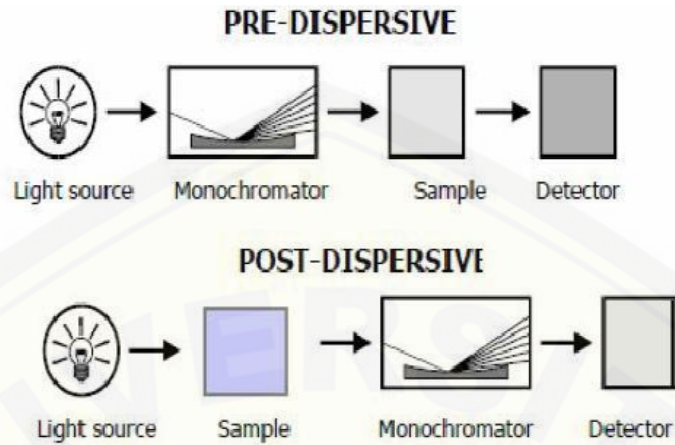 PRE-DISPERSIVE
Light source Monochromator Sample Detector
POST-DISPERSIVE
Light source Sample Monochromator Detector